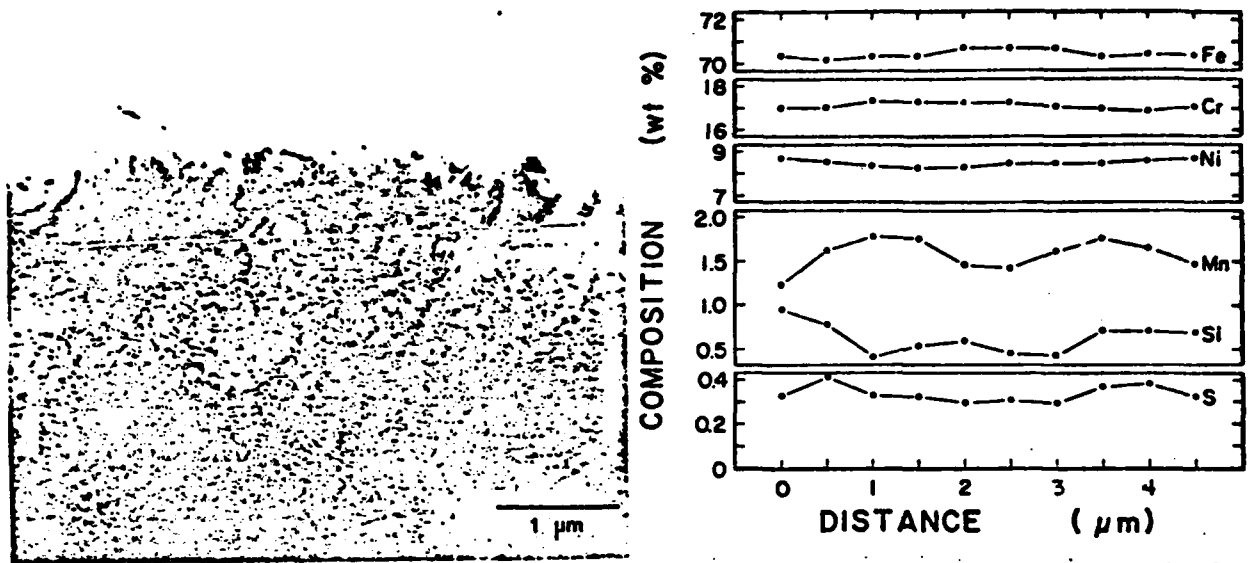 1 μm
COMPOSITION (wt %)
72
70
Fe
18
16
Cr
9
7
Ni
2.0
1.5
1.0
0.5
Mn
Si
0.4
0.2
0
S
0 1 2 3 4
DISTANCE (μm)